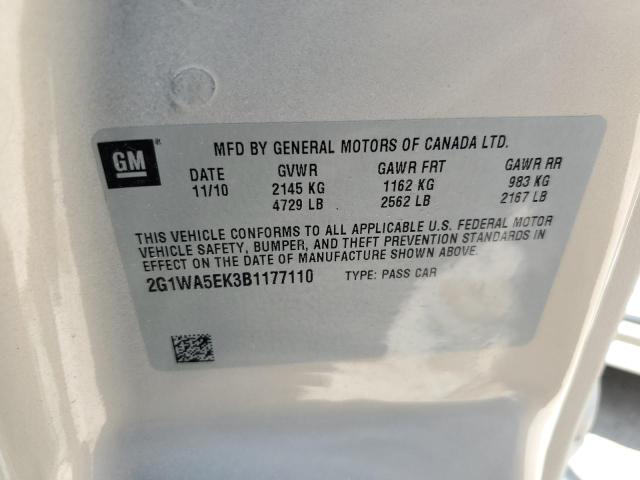 GM
MFD BY GENERAL MOTORS OF CANADA LTD.
DATE GVWR GAWR FRT GAWR RR
11/10 2145 KG 1162 KG 983 KG
4729 LB 2562 LB 2167 LB
THIS VEHICLE CONFORMS TO ALL APPLICABLE U.S. FEDERAL MOTOR
VEHICLE SAFETY, BUMPER, AND THEFT PREVENTION STANDARDS IN
EFFECT ON THE DATE OF MANUFACTURE SHOWN ABOVE.
2G1WA5EK3B1177110 TYPE: PASS CAR